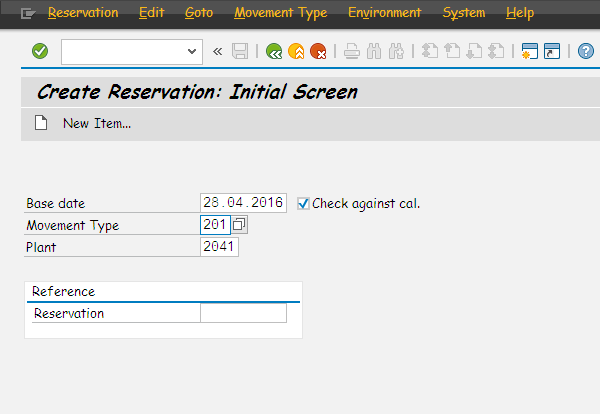 Reservation Edit Goto Movement Type Environment System Help
Create Reservation: Initial Screen
New Item...
Base date 28.04.2016 Check against cal.
Movement Type 201
Plant 2041
Reference
Reservation